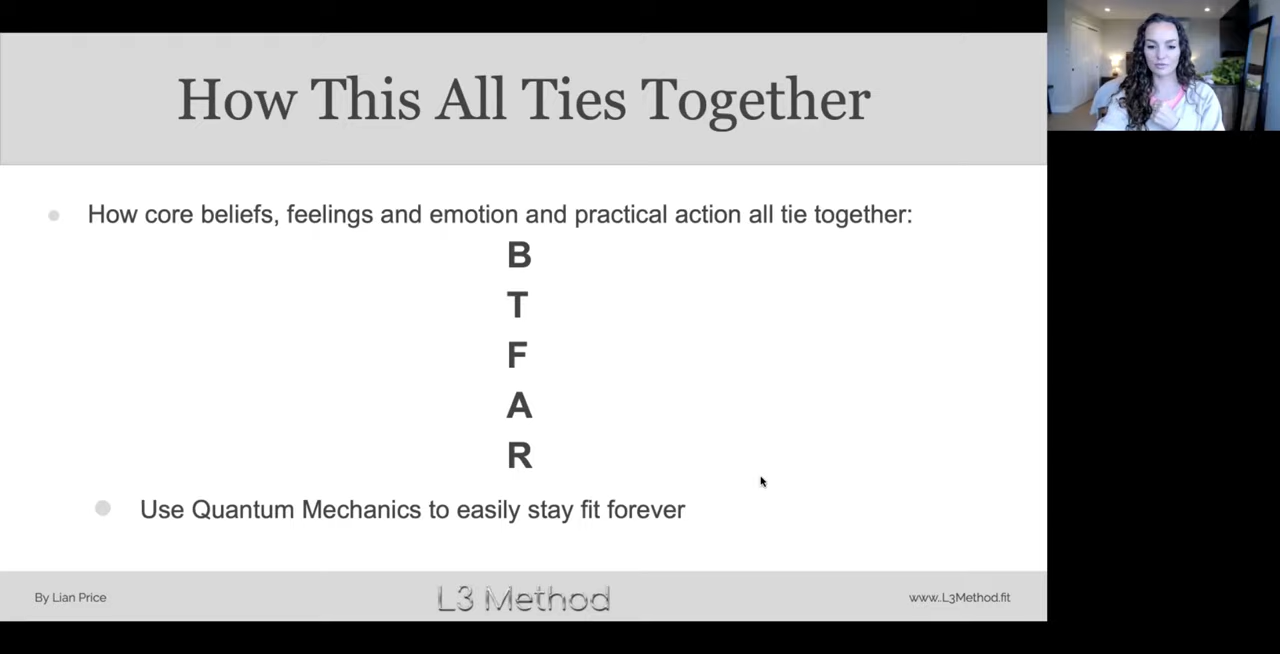 How This All Ties Together
How core beliefs, feelings and emotion and practical action all tie together:
B
T
F
A
R
Use Quantum Mechanics to easily stay fit forever
By Lian Price
L3 Method
www..L3Method.fit